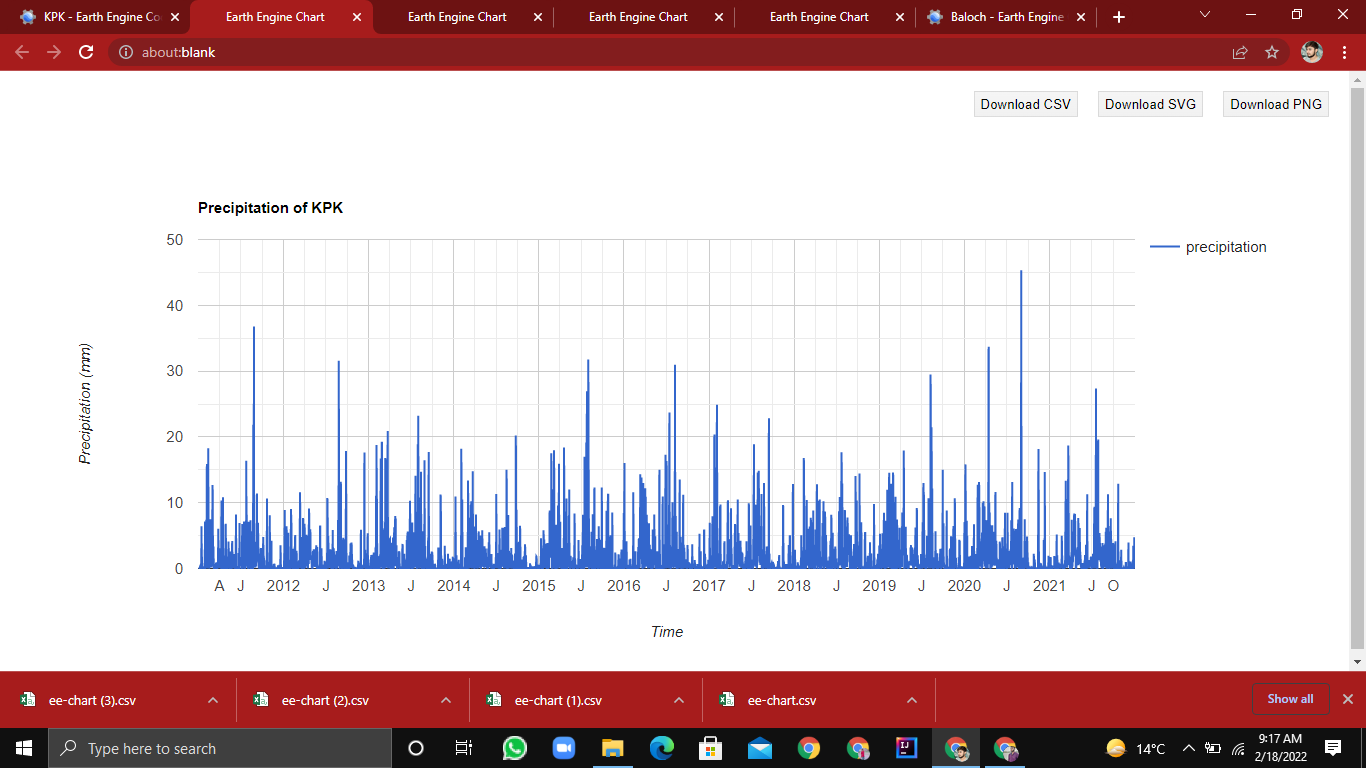 KPK - Earth Engine Co
Earth Engine Chart
Earth Engine Chart
Earth Engine Chart
Earth Engine Chart
Baloch - Earth Engine
about:blank
Download CSV
Download SVG
Download PNG
Precipitation of KPK
50
40
30
20
10
0
Precipitation (mm)
precipitation
A J 2012 J 2013 J 2014 J 2015 J 2016 J 2017 J 2018 J 2019 J 2020 J 2021 J O
Time
ee-chart (3).csv
ee-chart (2).csv
ee-chart (1).csv
ee-chart.csv
Show all
Type here to search
IJ
14°C
9:17 AM
2/18/2022